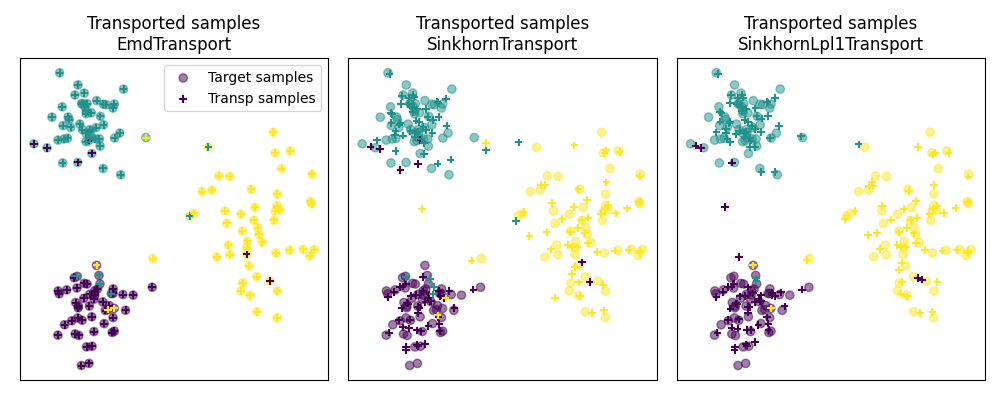 Transported samples
EmdTransport
Target samples
Transp samples
Transported samples
SinkhornTransport
Transported samples
SinkhornLpl1Transport